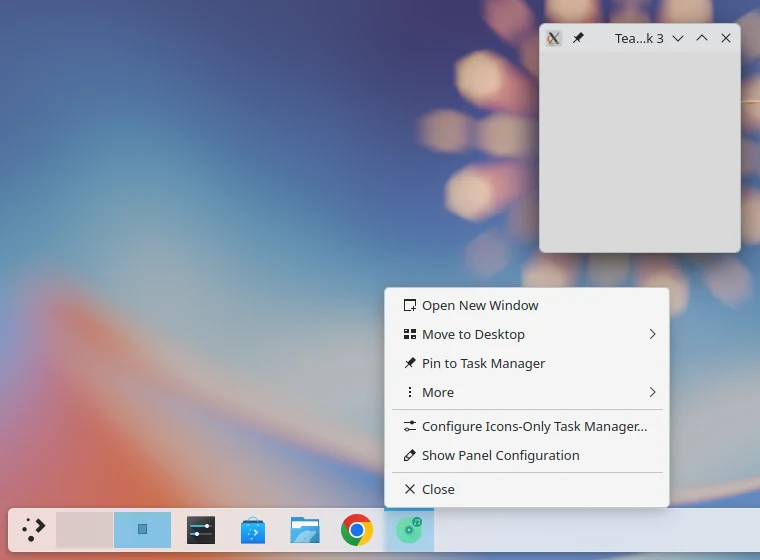 Tea...k 3
Open New Window
Move to Desktop
Pin to Task Manager
More
Configure Icons-Only Task Manager...
Show Panel Configuration
Close